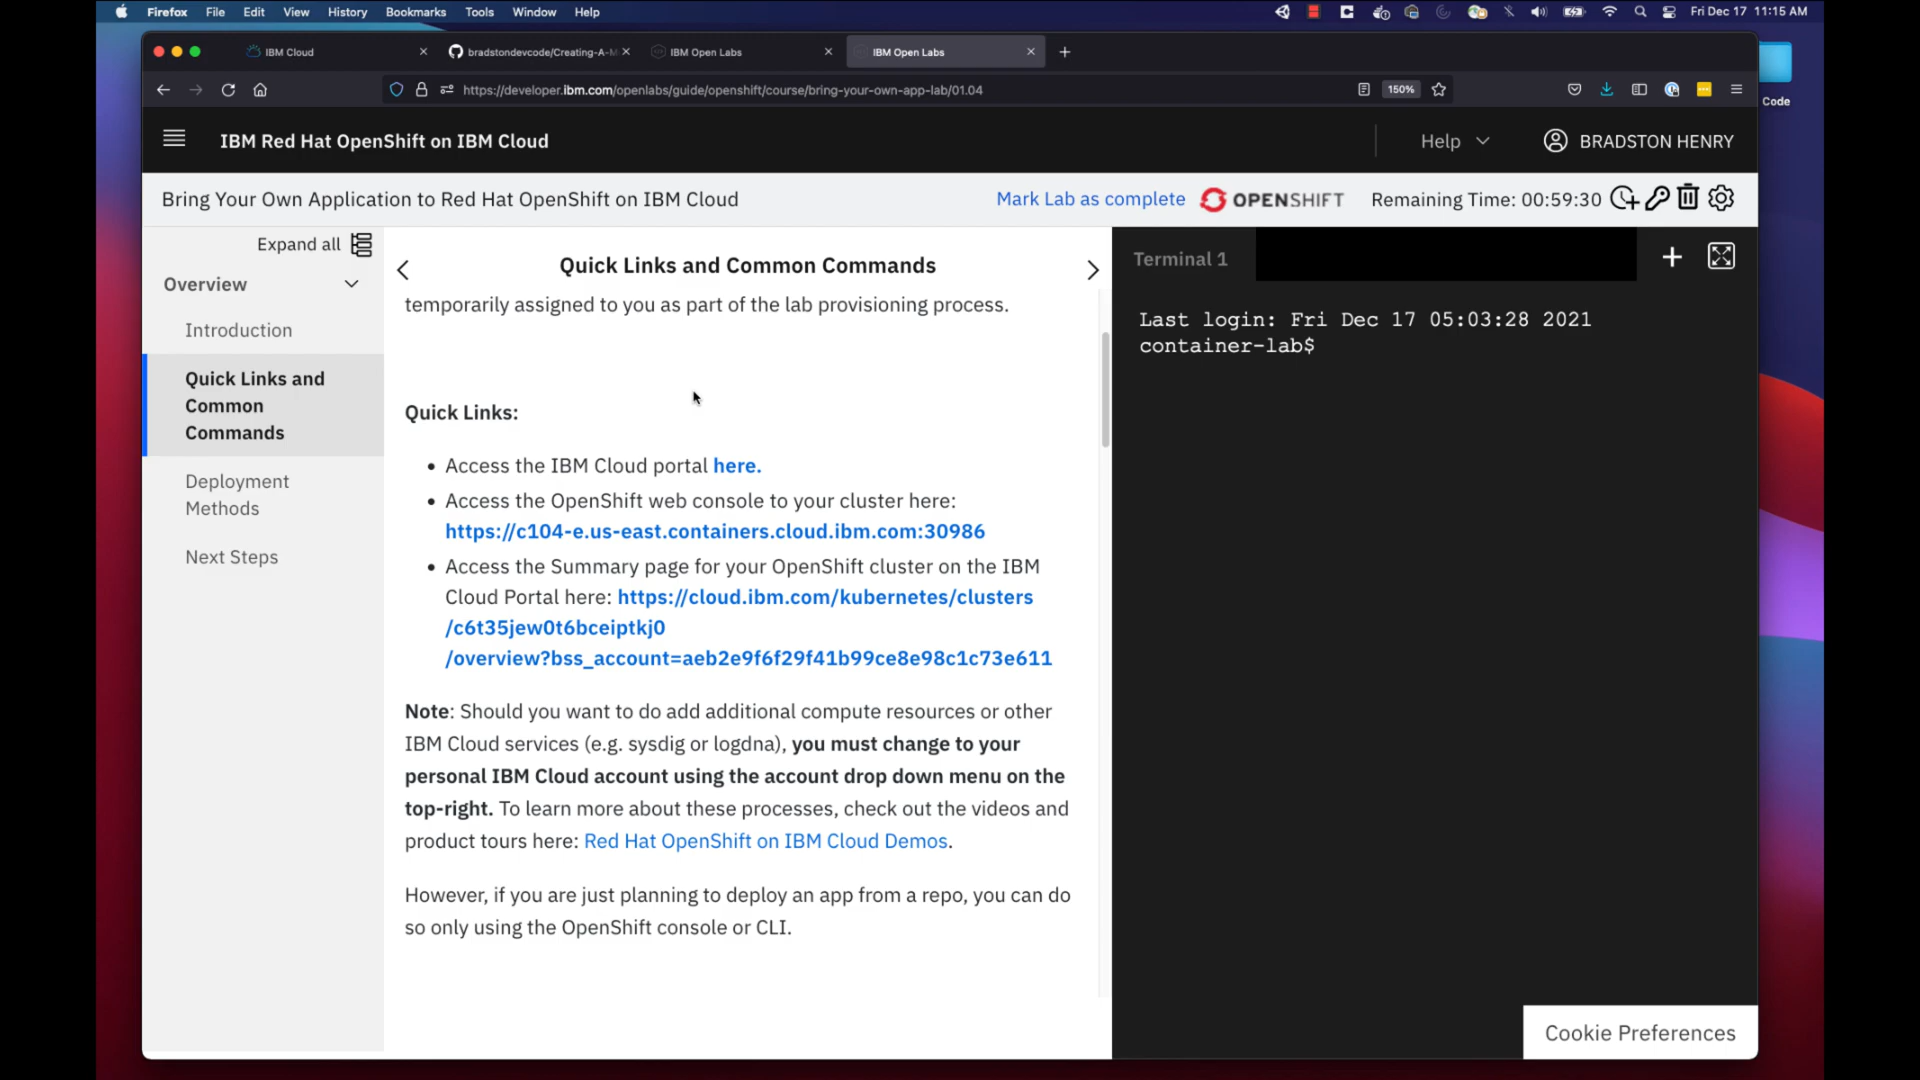 Firefox File Edit View History Bookmarks Tools Window Help Fri Dec 17 11:15 AM
IBM Cloud bradstondevcode/Creating-A-M IBM Open Labs IBM Open Labs
https://developer.ibm.com/openlabs/guide/openshift/course/bring-your-own-app-lab/01.04 150%
Code
IBM Red Hat OpenShift on IBM Cloud Help BRADSTON HENRY
Bring Your Own Application to Red Hat OpenShift on IBM Cloud Mark Lab as complete OPENSHIFT Remaining Time: 00:59:30
Expand all
Overview
Introduction
Quick Links and
Common
Commands
Deployment
Methods
Next Steps
Quick Links and Common Commands
temporarily assigned to you as part of the lab provisioning process.
Quick Links:
• Access the IBM Cloud portal here.
• Access the OpenShift web console to your cluster here:
https://c104-e.us-east.containers.cloud.ibm.com:30986
• Access the Summary page for your OpenShift cluster on the IBM
Cloud Portal here: https://cloud.ibm.com/kubernetes/clusters
/c6t35jew0t6bceiptkj0
/overview?bss_account=aeb2e9f6f29f41b99ce8e98c1c73e611
Note: Should you want to do add additional compute resources or other
IBM Cloud services (e.g. sysdig or logdna), you must change to your
personal IBM Cloud account using the account drop down menu on the
top-right. To learn more about these processes, check out the videos and
product tours here: Red Hat OpenShift on IBM Cloud Demos.
However, if you are just planning to deploy an app from a repo, you can do
so only using the OpenShift console or CLI.
Terminal 1
Last login: Fri Dec 17 05:03:28 2021
container-lab$
Cookie Preferences